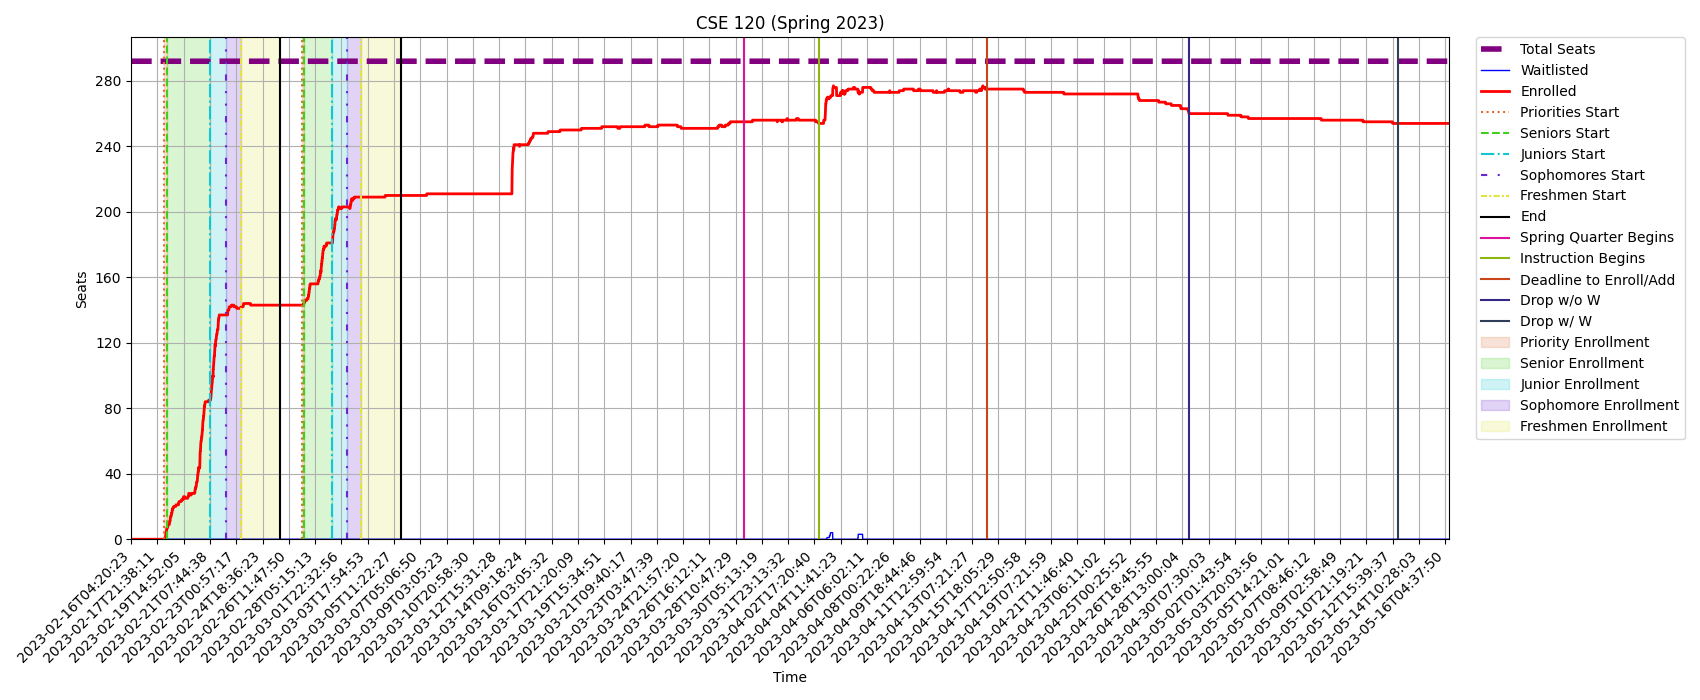 CSE 120 (Spring 2023)
Seats
280
240
200
160
120
80
40
0
2023-02-16T04:20:23
2023-02-17T21:38:11
2023-02-19T14:52:05
2023-02-21T07:44:38
2023-02-23T00:57:17
2023-02-24T18:36:23
2023-02-26T11:47:50
2023-02-28T05:15:13
2023-03-01T22:32:56
2023-03-03T17:54:53
2023-03-05T11:22:27
2023-03-07T05:06:50
2023-03-09T03:05:23
2023-03-10T20:58:30
2023-03-12T15:31:28
2023-03-14T09:18:24
2023-03-16T03:05:32
2023-03-17T21:20:09
2023-03-19T15:34:51
2023-03-21T09:40:17
2023-03-23T03:47:39
2023-03-24T21:57:20
2023-03-26T16:12:11
2023-03-28T10:47:29
2023-03-30T05:13:19
2023-03-31T23:13:32
2023-04-02T17:20:40
2023-04-04T11:41:23
2023-04-06T06:02:11
2023-04-08T00:22:26
2023-04-09T18:44:46
2023-04-11T12:59:54
2023-04-13T07:21:27
2023-04-15T18:05:29
2023-04-17T12:50:58
2023-04-19T07:21:59
2023-04-21T11:46:40
2023-04-23T06:11:02
2023-04-25T00:25:52
2023-04-26T18:45:55
2023-04-28T13:00:04
2023-04-30T07:30:03
2023-05-02T01:43:54
2023-05-03T20:03:56
2023-05-05T14:21:01
2023-05-07T08:46:12
2023-05-09T02:58:49
2023-05-10T21:19:21
2023-05-12T15:39:37
2023-05-14T10:28:03
2023-05-16T04:37:50
Time
Total Seats
Waitlisted
Enrolled
Priorities Start
Seniors Start
Juniors Start
Sophomores Start
Freshmen Start
End
Spring Quarter Begins
Instruction Begins
Deadline to Enroll/Add
Drop w/o W
Drop w/ W
Priority Enrollment
Senior Enrollment
Junior Enrollment
Sophomore Enrollment
Freshmen Enrollment